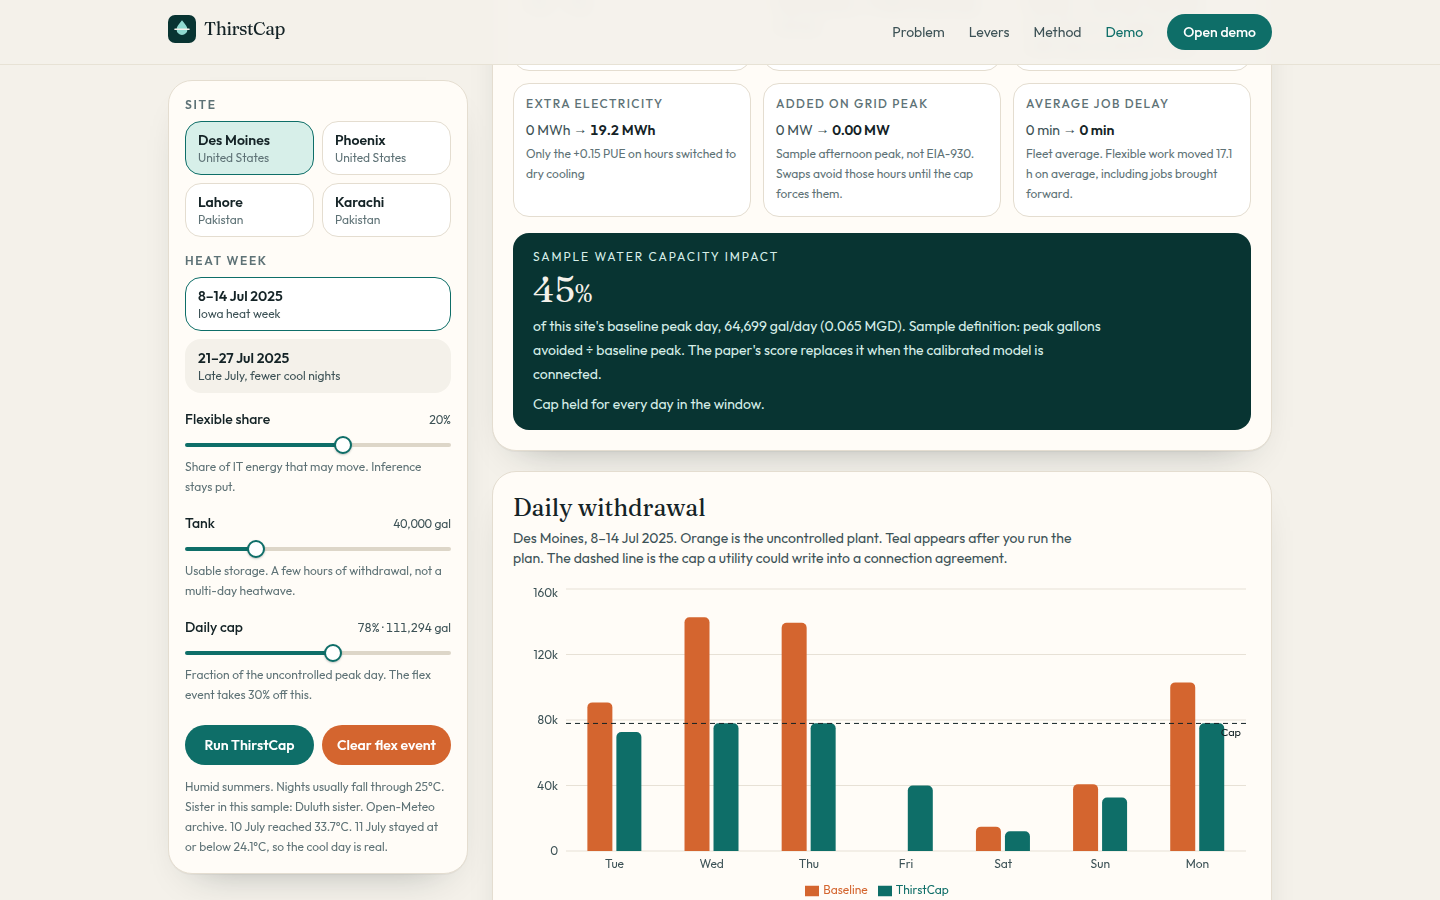 ThirstCap
Problem
Levers
Method
Demo
Open demo
SITE
Des Moines
United States
Phoenix
United States
Lahore
Pakistan
Karachi
Pakistan
HEAT WEEK
8–14 Jul 2025
Iowa heat week
21–27 Jul 2025
Late July, fewer cool nights
Flexible share
20%
Share of IT energy that may move. Inference
stays put.
Tank
40,000 gal
Usable storage. A few hours of withdrawal, not a
multi-day heatwave.
Daily cap
78% · 111,294 gal
Fraction of the uncontrolled peak day. The flex
event takes 30% off this.
Run ThirstCap
Clear flex event
Humid summers. Nights usually fall through 25°C.
Sister in this sample: Duluth sister. Open-Meteo
archive. 10 July reached 33.7°C. 11 July stayed at
or below 24.1°C, so the cool day is real.
EXTRA ELECTRICITY
0 MWh → 19.2 MWh
Only the +0.15 PUE on hours switched to
dry cooling
ADDED ON GRID PEAK
0 MW → 0.00 MW
Sample afternoon peak, not EIA-930.
Swaps avoid those hours until the cap
forces them.
AVERAGE JOB DELAY
0 min → 0 min
Fleet average. Flexible work moved 17.1
h on average, including jobs brought
forward.
SAMPLE WATER CAPACITY IMPACT
45%
of this site's baseline peak day, 64,699 gal/day (0.065 MGD). Sample definition: peak gallons
avoided ÷ baseline peak. The paper's score replaces it when the calibrated model is
connected.
Cap held for every day in the window.
Daily withdrawal
Des Moines, 8–14 Jul 2025. Orange is the uncontrolled plant. Teal appears after you run the
plan. The dashed line is the cap a utility could write into a connection agreement.
160k
120k
80k
40k
0
Cap
Tue
Wed
Thu
Fri
Sat
Sun
Mon
Baseline
ThirstCap